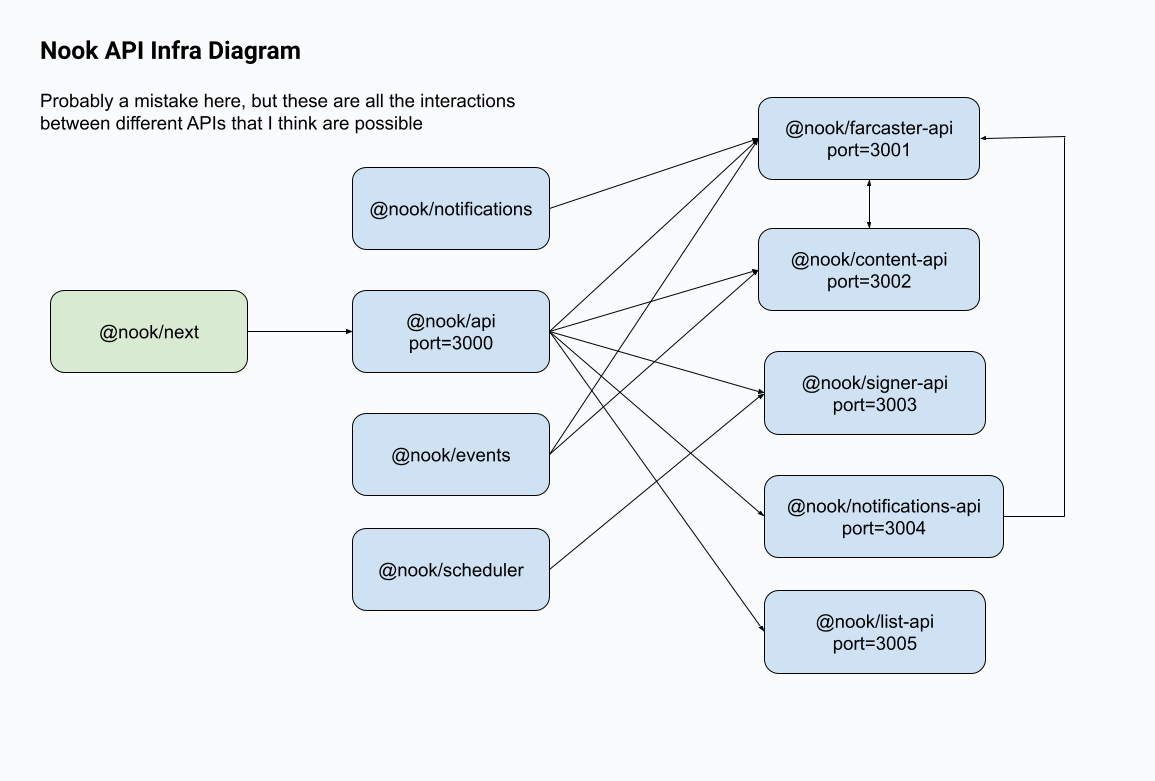 Nook API Infra Diagram
Probably a mistake here, but these are all the interactions
between different APIs that I think are possible
@nook/farcaster-api
port=3001
@nook/notifications
@nook/content-api
port=3002
@nook/next
@nook/api
port=3000
@nook/signer-api
port=3003
@nook/events
@nook/notifications-api
port=3004
@nook/scheduler
@nook/list-api
port=3005